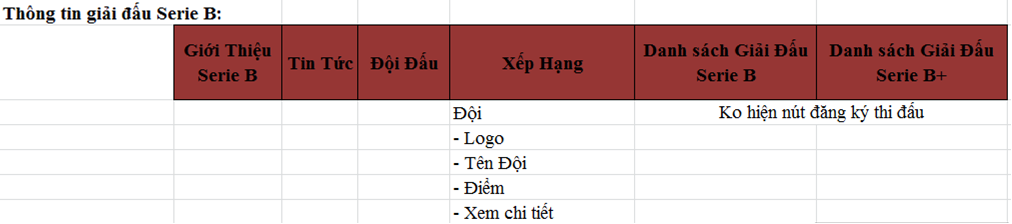 Thông tin giải đấu Serie B:
Giới Thiệu
Serie B
Tin Tức
Đội Đấu
Xếp Hạng
Danh sách Giải Đấu
Serie B
Danh sách Giải Đấu
Serie B+
Đội
Ko hiện nút đăng ký thi đấu
- Logo
- Tên Đội
- Điểm
- Xem chi tiết